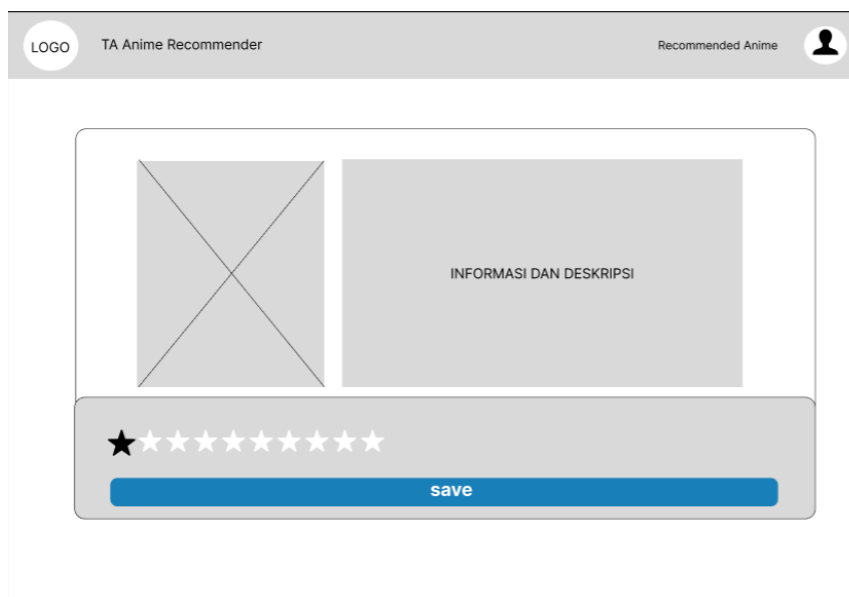 LOGO
TA Anime Recommender
Recommended Anime
INFORMASI DAN DESKRIPSI
save